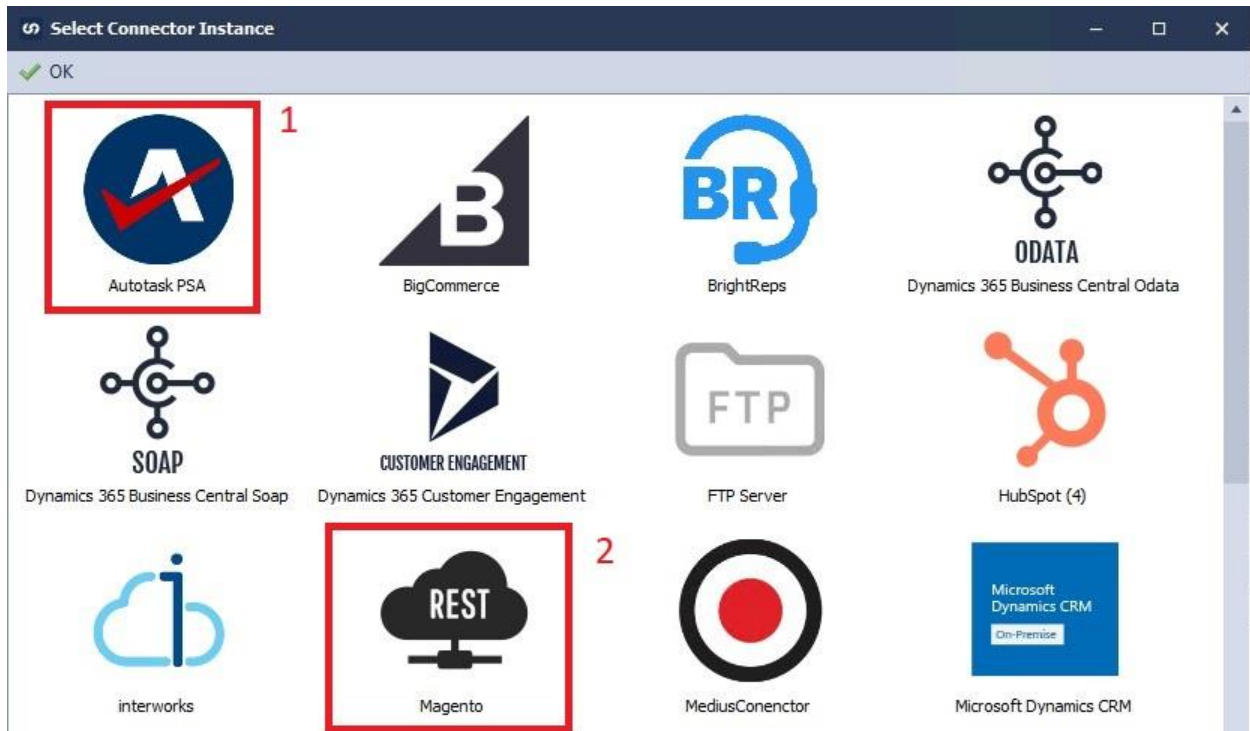 Select Connector Instance
OK
1
BR
ODATA
Autotask PSA
BigCommerce
BrightReps
Dynamics 365 Business Central Odata
SOAP
CUSTOMER ENGAGEMENT
FTP
Dynamics 365 Business Central Soap
Dynamics 365 Customer Engagement
FTP Server
HubSpot (4)
2
REST
Microsoft
Dynamics CRM
On-Premise
interworks
Magento
MediusConenctor
Microsoft Dynamics CRM